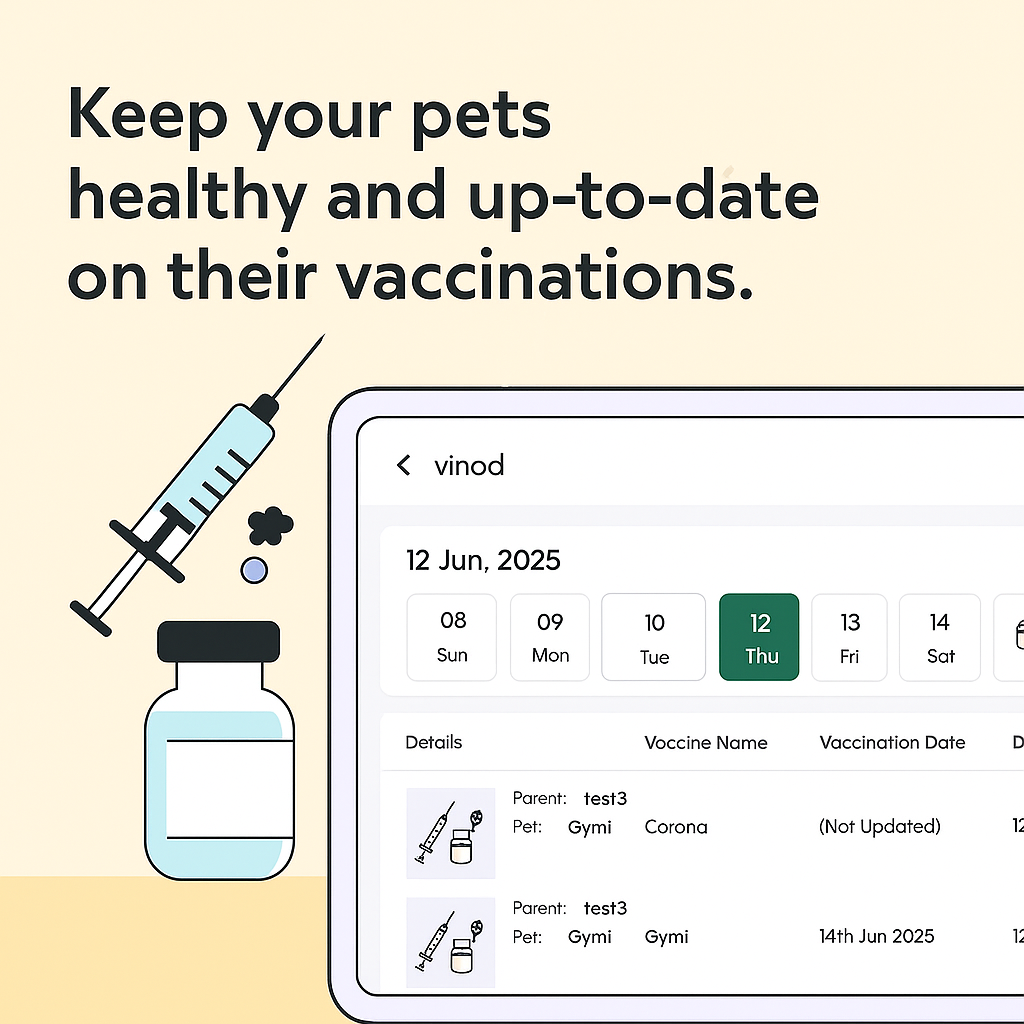 Keep your pets
healthy and up-to-date
on their vaccinations.
vinod
12 Jun, 2025
08 09 10 12 13 14
Sun Mon Tue Thu Fri Sat
Details Voccine Name Vaccination Date D
Parent: test3
Pet: Gymi Corona (Not Updated) 12
Parent: test3
Pet: Gymi Gymi 14th Jun 2025 12